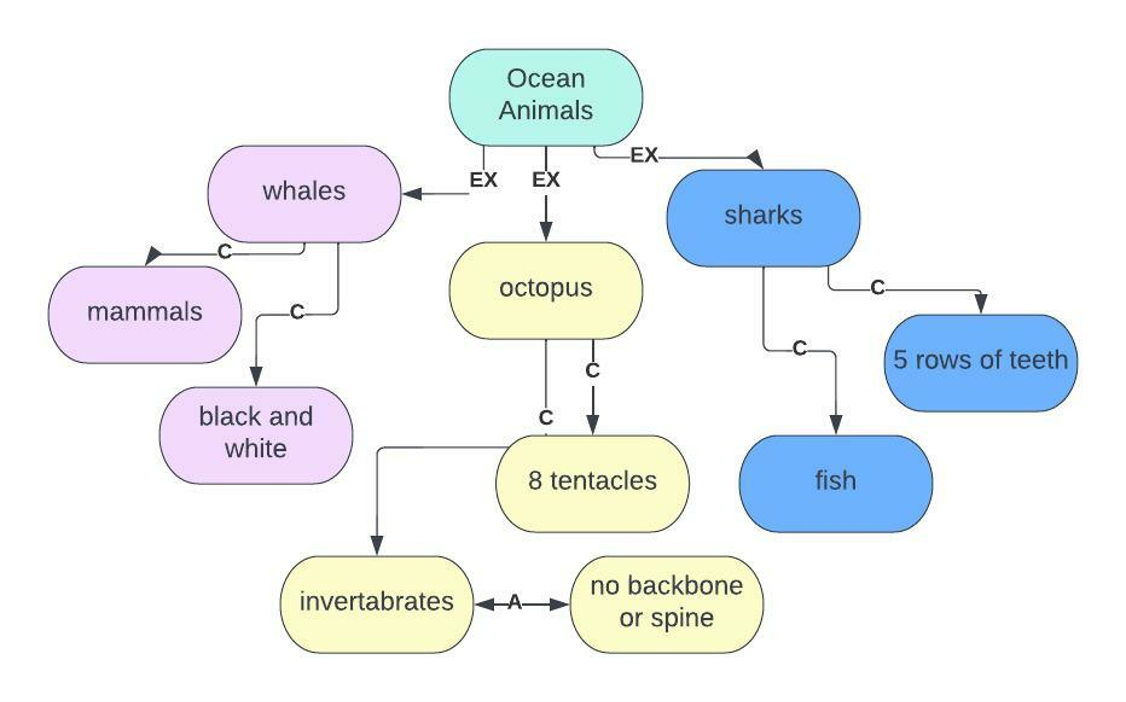 Ocean
Animals
EX
EX
EX
whales
sharks
C
mammals
C
octopus
C
5 rows of teeth
C
C
black and
white
C
8 tentacles
fish
invertabrates
A
no backbone
or spine